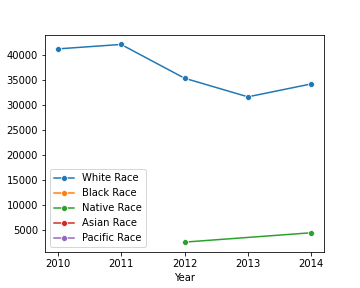 40000
35000
30000
25000
20000
15000
10000
5000
White Race
Black Race
Native Race
Asian Race
Pacific Race
2010 2011 2012 2013 2014
Year